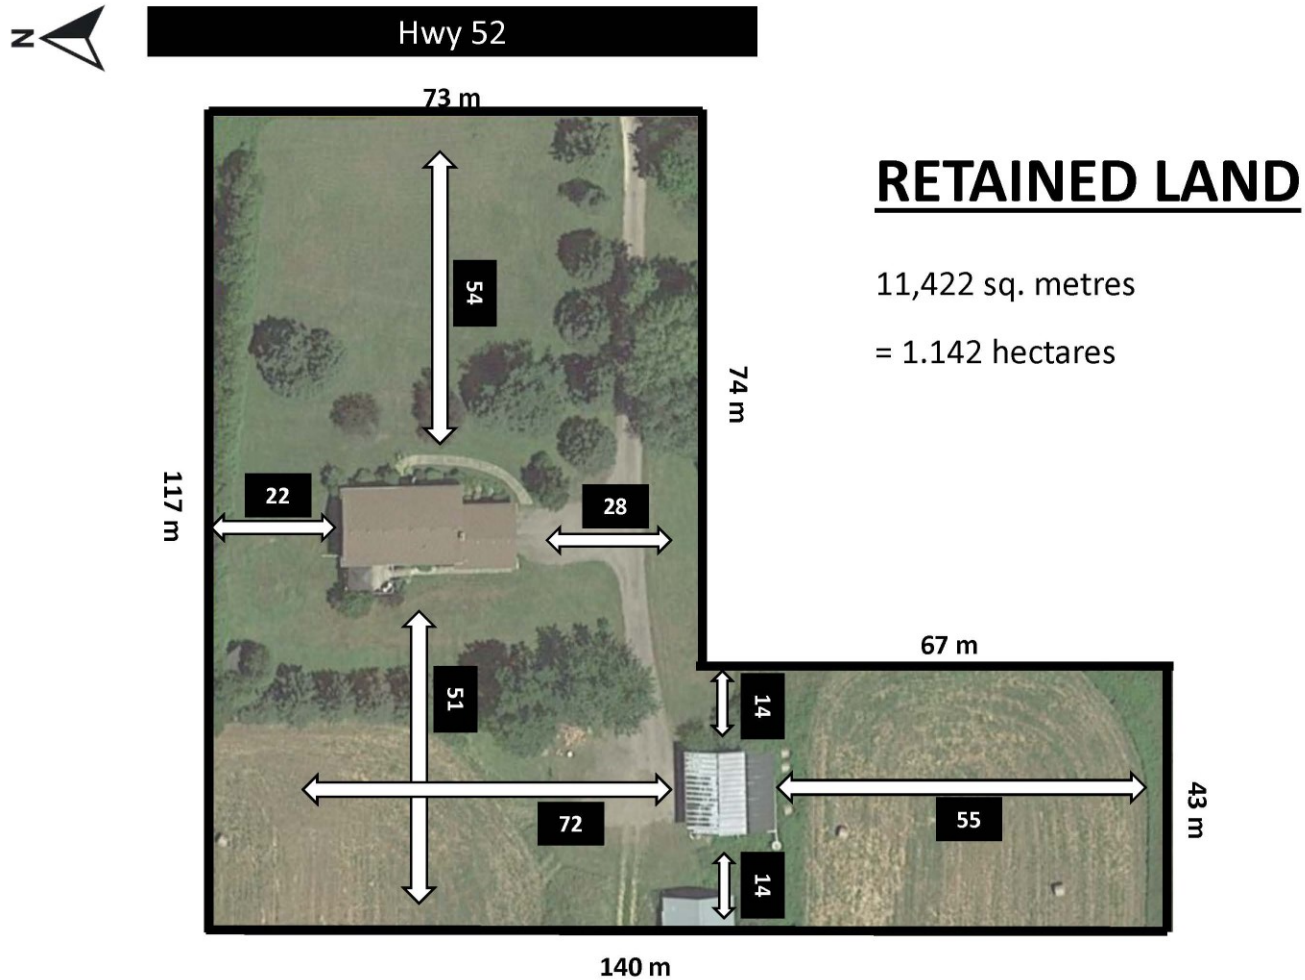 N
Hwy 52
73 m
RETAINED LAND
11,422 sq. metres
= 1.142 hectares
54
74 m
117 m
22
28
67 m
51
14
72
55
43 m
14
140 m